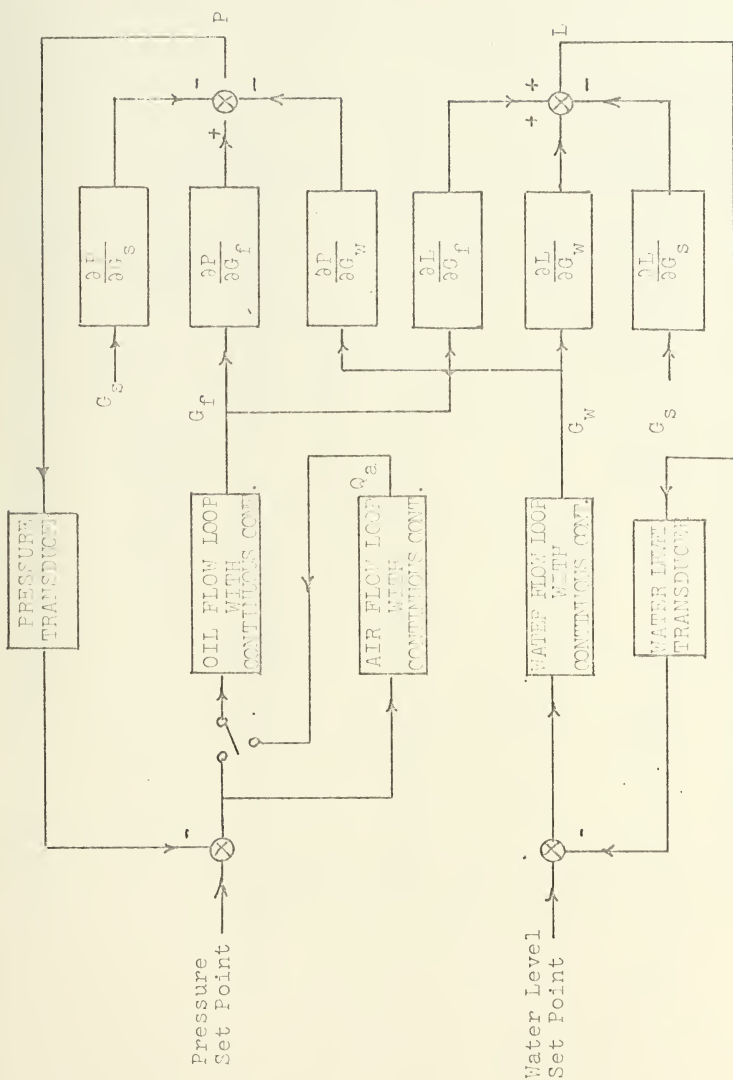 P
PRESSURE
TRANSDUCER
-
-
-
+
∂P
∂G_s
G_s
∂P
∂G_f
G_f
∂P
∂G_w
Pressure
Set Point
-
OIL FLOW LOOP
WITH
CONTINUOUS CONT.
Q_a
AIR FLOW LOOP
WITH
CONTINUOUS CONT.
L
+
+
-
∂L
∂G_f
∂L
∂G_w
G_w
∂L
∂G_s
G_s
Water Level
Set Point
-
WATER FLOW LOOP
WITH
CONTINUOUS CONT.
WATER LEVEL
TRANSDUCER